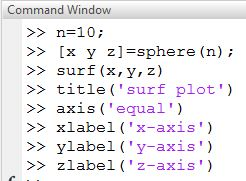 Command Window
>> n=10;
>> [x y z]=sphere(n);
>> surf(x,y,z)
>> title('surf plot')
>> axis('equal')
>> xlabel('x-axis')
>> ylabel('y-axis')
>> zlabel('z-axis')